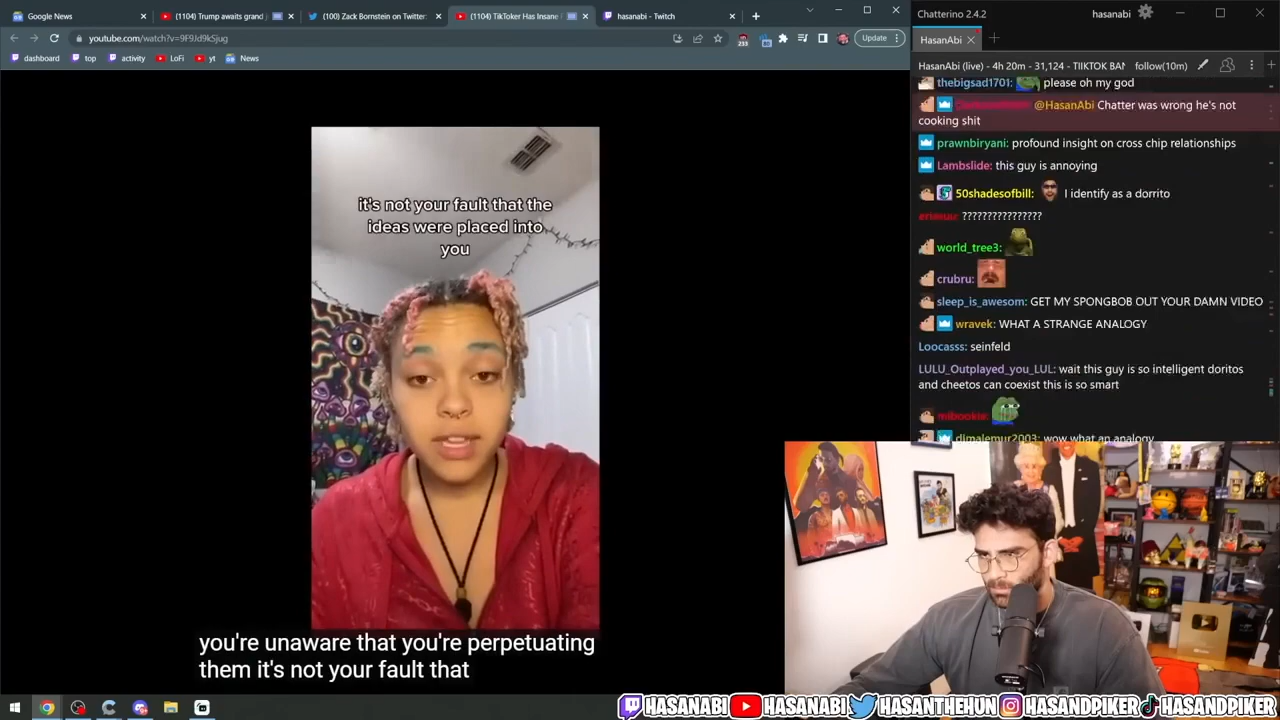 Google News
(1104) Trump awaits grand j
(100) Zack Bornstein on Twitter:
(1104) TikToker Has Insane
hasanabi - Twitch
youtube.com/watch?v=9F9Jd9kSjug
233
Update
dashboard
top
activity
LoFi
yt
News
it's not your fault that the
ideas were placed into
you
you're unaware that you're perpetuating
them it's not your fault that
Chatterino 2.4.2
hasanabi
HasanAbi
HasanAbi (live) - 4h 20m - 31,124 - TIIKTOK BAN
follow(10m)
thebigsad1701: please oh my god
@HasanAbi Chatter was wrong he's not
cooking shit
prawnbiryani: profound insight on cross chip relationships
Lambslide: this guy is annoying
50shadesofbill: I identify as a dorrito
????????????????
world_tree3:
crubru:
sleep_is_awesom: GET MY SPONGBOB OUT YOUR DAMN VIDEO
wravek: WHAT A STRANGE ANALOGY
Loocasss: seinfeld
LULU_Outplayed_you_LUL: wait this guy is so intelligent doritos
and cheetos can coexist this is so smart
mibookie:
dimalemur2003: wow what an analogy
HASANABI
HASANABI
HASANTHEHUN
HASANDPIKER
HASANDPIKER